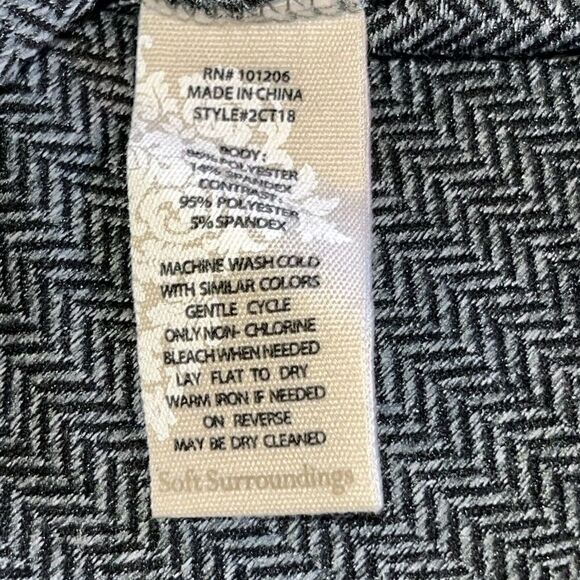 RN# 101206
MADE IN CHINA
STYLE#2CT18
BODY:
86% POLYESTER
14% SPANDEX
CONTRAST:
95% POLYESTER
5% SPANDEX
MACHINE WASH COLD
WITH SIMILAR COLORS
GENTLE CYCLE
ONLY NON- CHLORINE
BLEACH WHEN NEEDED
LAY FLAT TO DRY
WARM IRON IF NEEDED
ON REVERSE
MAY BE DRY CLEANED
Soft Surroundings